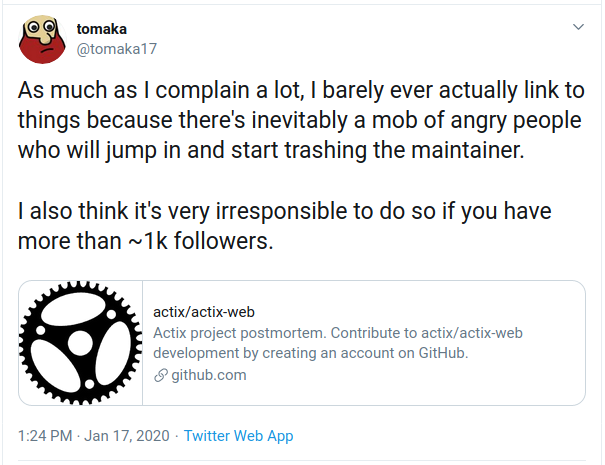 tomaka
@tomaka17
As much as I complain a lot, I barely ever actually link to
things because there's inevitably a mob of angry people
who will jump in and start trashing the maintainer.
I also think it's very irresponsible to do so if you have
more than ~1k followers.
actix/actix-web
Actix project postmortem. Contribute to actix/actix-web
development by creating an account on GitHub.
github.com
1:24 PM · Jan 17, 2020 · Twitter Web App